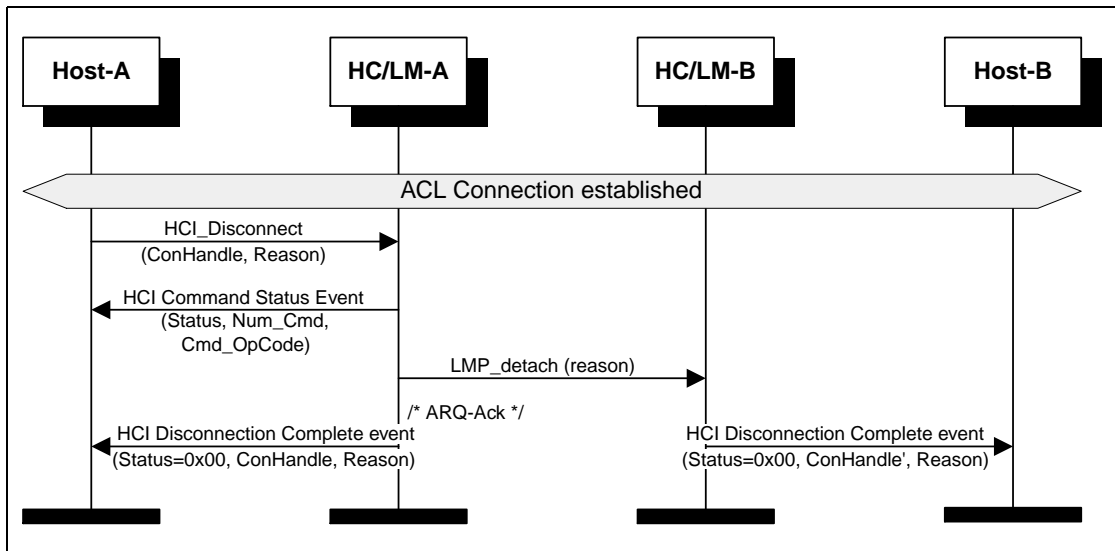 Host-A
HC/LM-A
HC/LM-B
Host-B
ACL Connection established
HCI_Disconnect
(ConHandle, Reason)
HCI Command Status Event
(Status, Num_Cmd,
Cmd_OpCode)
LMP_detach (reason)
/* ARQ-Ack */
HCI Disconnection Complete event
(Status=0x00, ConHandle, Reason)
HCI Disconnection Complete event
(Status=0x00, ConHandle', Reason)